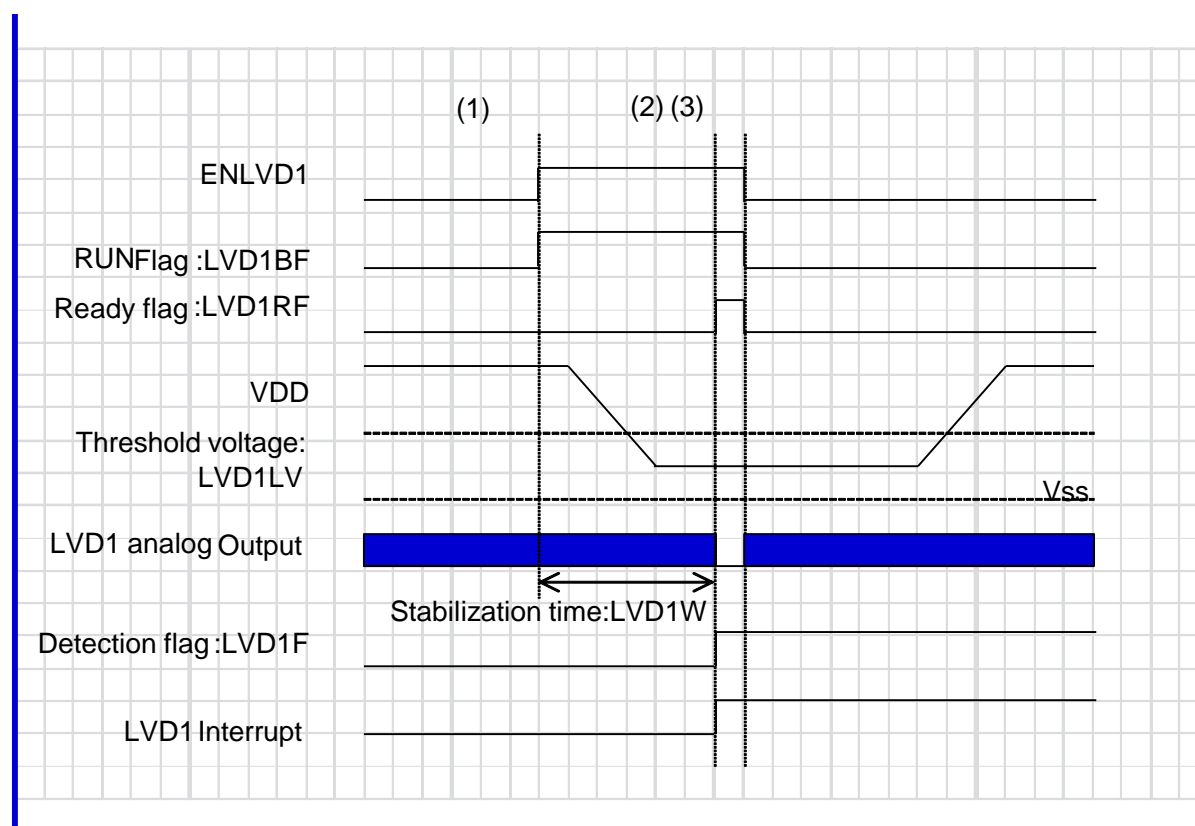 (1) (2) (3)
ENLVD1
RUNFlag :LVD1BF
Ready flag :LVD1RF
VDD
Threshold voltage:
LVD1LV
Vss
LVD1 analog Output
Stabilization time:LVD1W
Detection flag :LVD1F
LVD1 Interrupt